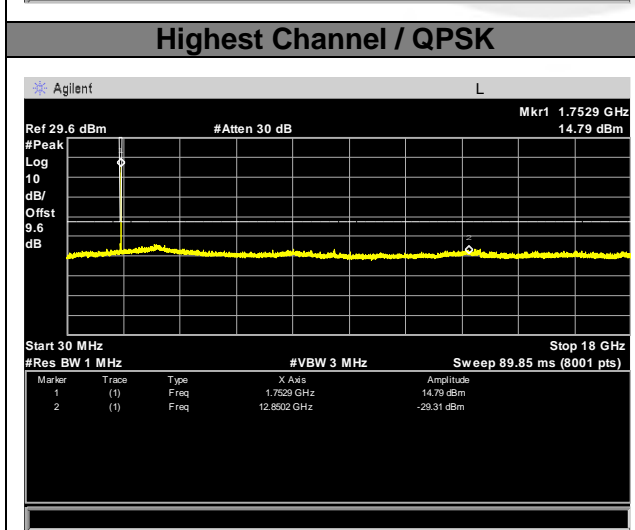 Highest Channel / QPSK
Agilent L
Mkr1 1.7529 GHz
Ref 29.6 dBm #Atten 30 dB 14.79 dBm
#Peak
Log
10
dB/
Offst
9.6
dB
1
2
Start 30 MHz Stop 18 GHz
#Res BW 1 MHz #VBW 3 MHz Sweep 89.85 ms (8001 pts)
Marker Trace Type X Axis Amplitude
1 (1) Freq 1.7529 GHz 14.79 dBm
2 (1) Freq 12.8502 GHz -29.31 dBm